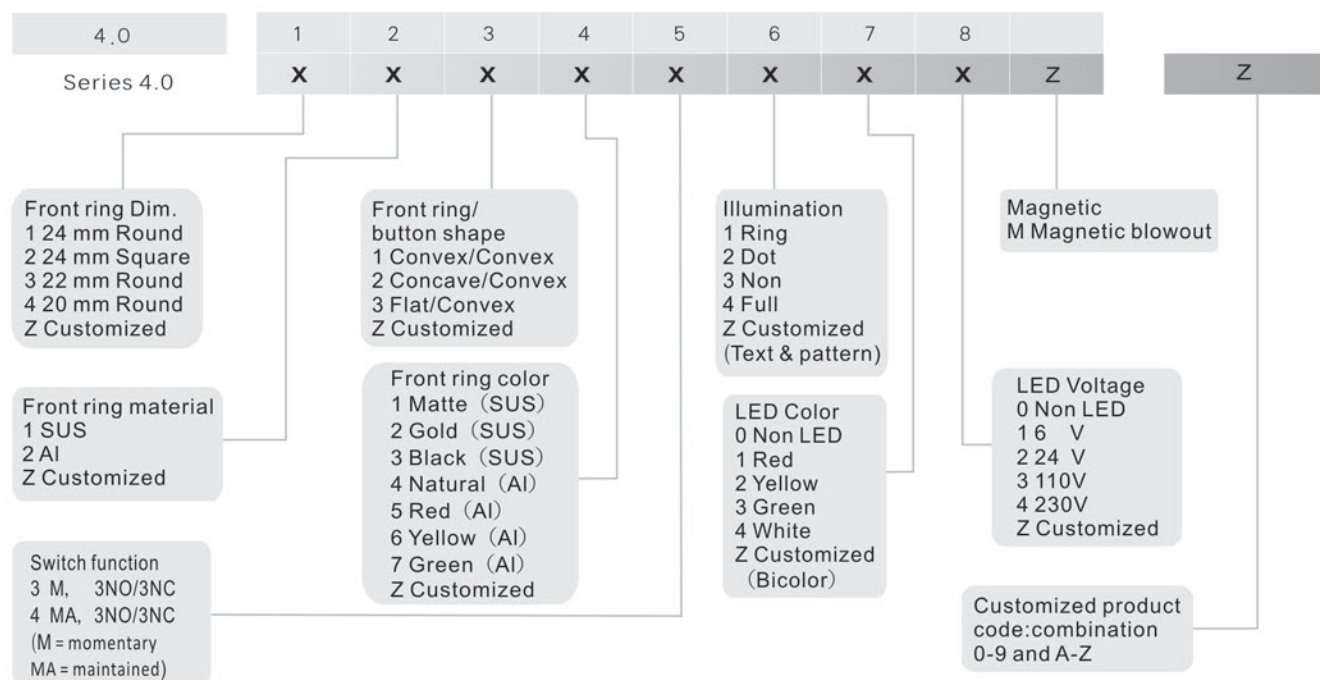 4.0 1 2 3 4 5 6 7 8
Series 4.0 X X X X X X X X Z Z
Front ring Dim.
1 24 mm Round
2 24 mm Square
3 22 mm Round
4 20 mm Round
Z Customized
Front ring/
button shape
1 Convex/Convex
2 Concave/Convex
3 Flat/Convex
Z Customized
Illumination
1 Ring
2 Dot
3 Non
4 Full
Z Customized
(Text & pattern)
Magnetic
M Magnetic blowout
Front ring material
1 SUS
2 Al
Z Customized
Front ring color
1 Matte (SUS)
2 Gold (SUS)
3 Black (SUS)
4 Natural (Al)
5 Red (Al)
6 Yellow (Al)
7 Green (Al)
Z Customized
LED Color
0 Non LED
1 Red
2 Yellow
3 Green
4 White
Z Customized
(Bicolor)
LED Voltage
0 Non LED
1 6 V
2 24 V
3 110V
4 230V
Z Customized
Switch function
3 M, 3NO/3NC
4 MA, 3NO/3NC
(M = momentary
MA = maintained)
Customized product
code:combination
0-9 and A-Z